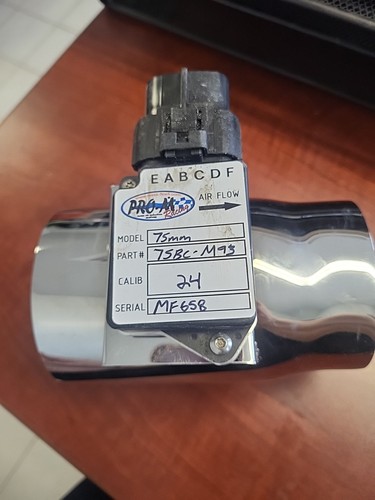 EABCDF
PRO-M
Racing
AIR FLOW
MODEL 75mm
PART# 75BC-M93
CALIB 24
SERIAL MF658